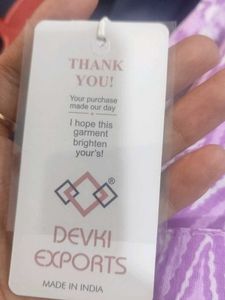 THANK
YOU!
Your purchase
made our day
I hope this
garment
brighten
your's!
®
DEVKI
EXPORTS
MADE IN INDIA